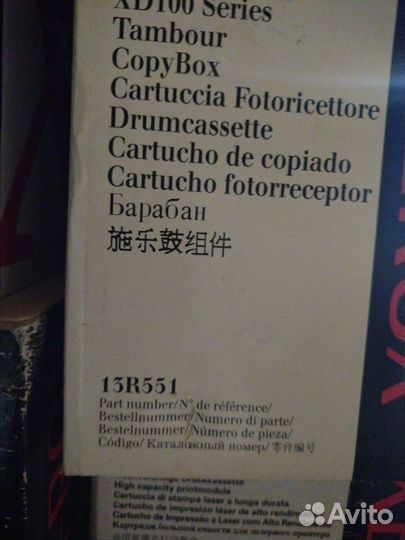 XD100 Series
Tambour
CopyBox
Cartuccia Fotoricettore
Drumcassette
Cartucho de copiado
Cartucho fotorreceptor
Барабан
施乐鼓组件
13R551
Part number/N° de référence/
Bestellnummer/Numero di parte/
Bestelnummer/Número de pieza/
Código/Каталожный номер/零件编号
High capacity printmodule
Cartuccia di stampa laser a lunga durata
Cartucho de impresión láser de alto rendimi
Cartucho de Impressão a Laser com Alto Ren
Картридж большой емкости для лазерного принтера
Avito